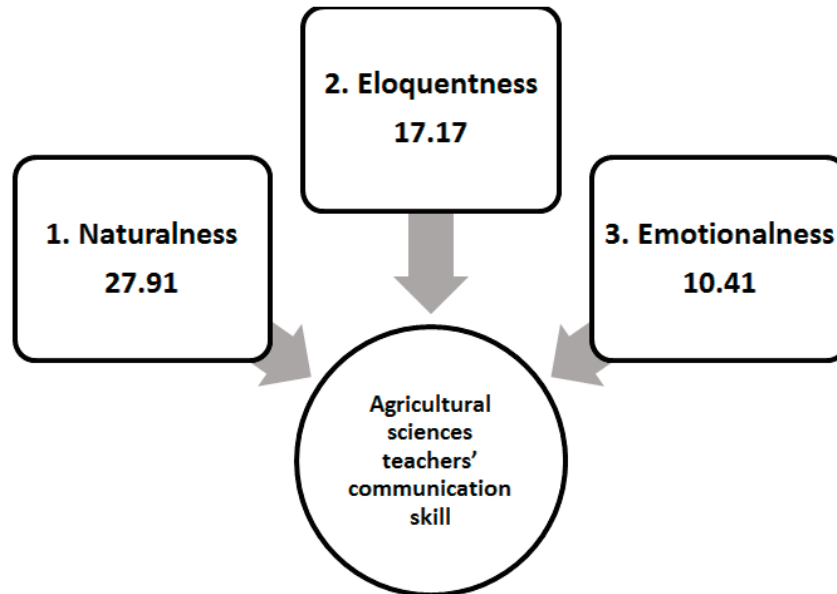 1. Naturalness
27.91
2. Eloquentness
17.17
3. Emotionalness
10.41
Agricultural
sciences
teachers’
communication
skill